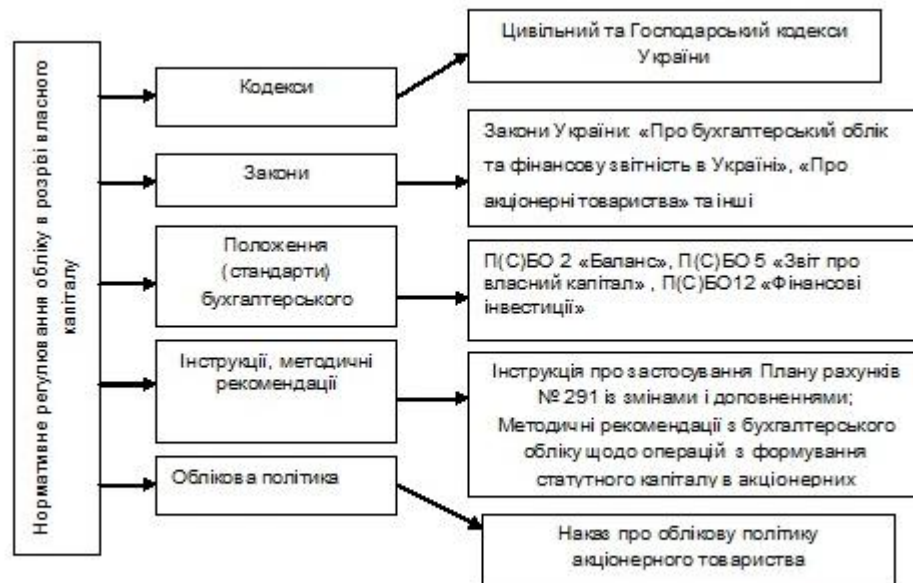 Нормативне регулювання обліку в розрізі власного
капіталу
Кодекси
Цивільний та Господарський кодекси
України
Закони
Закони України: «Про бухгалтерський облік
та фінансову звітність в Україні», «Про
акціонерні товариства» та інші
Положення
(стандарти)
бухгалтерського
П(С)БО 2 «Баланс», П(С)БО 5 «Звіт про
власний капітал» , П(С)БО12 «Фінансові
інвестиції»
Інструкції, методичні
рекомендації
Інструкція про застосування Плану рахунків
№ 291 із змінами і доповненнями;
Методичні рекомендації з бухгалтерського
обліку щодо операцій з формування
статутного капіталу в акціонерних
Облікова політика
Наказ про облікову політику
акціонерного товариства